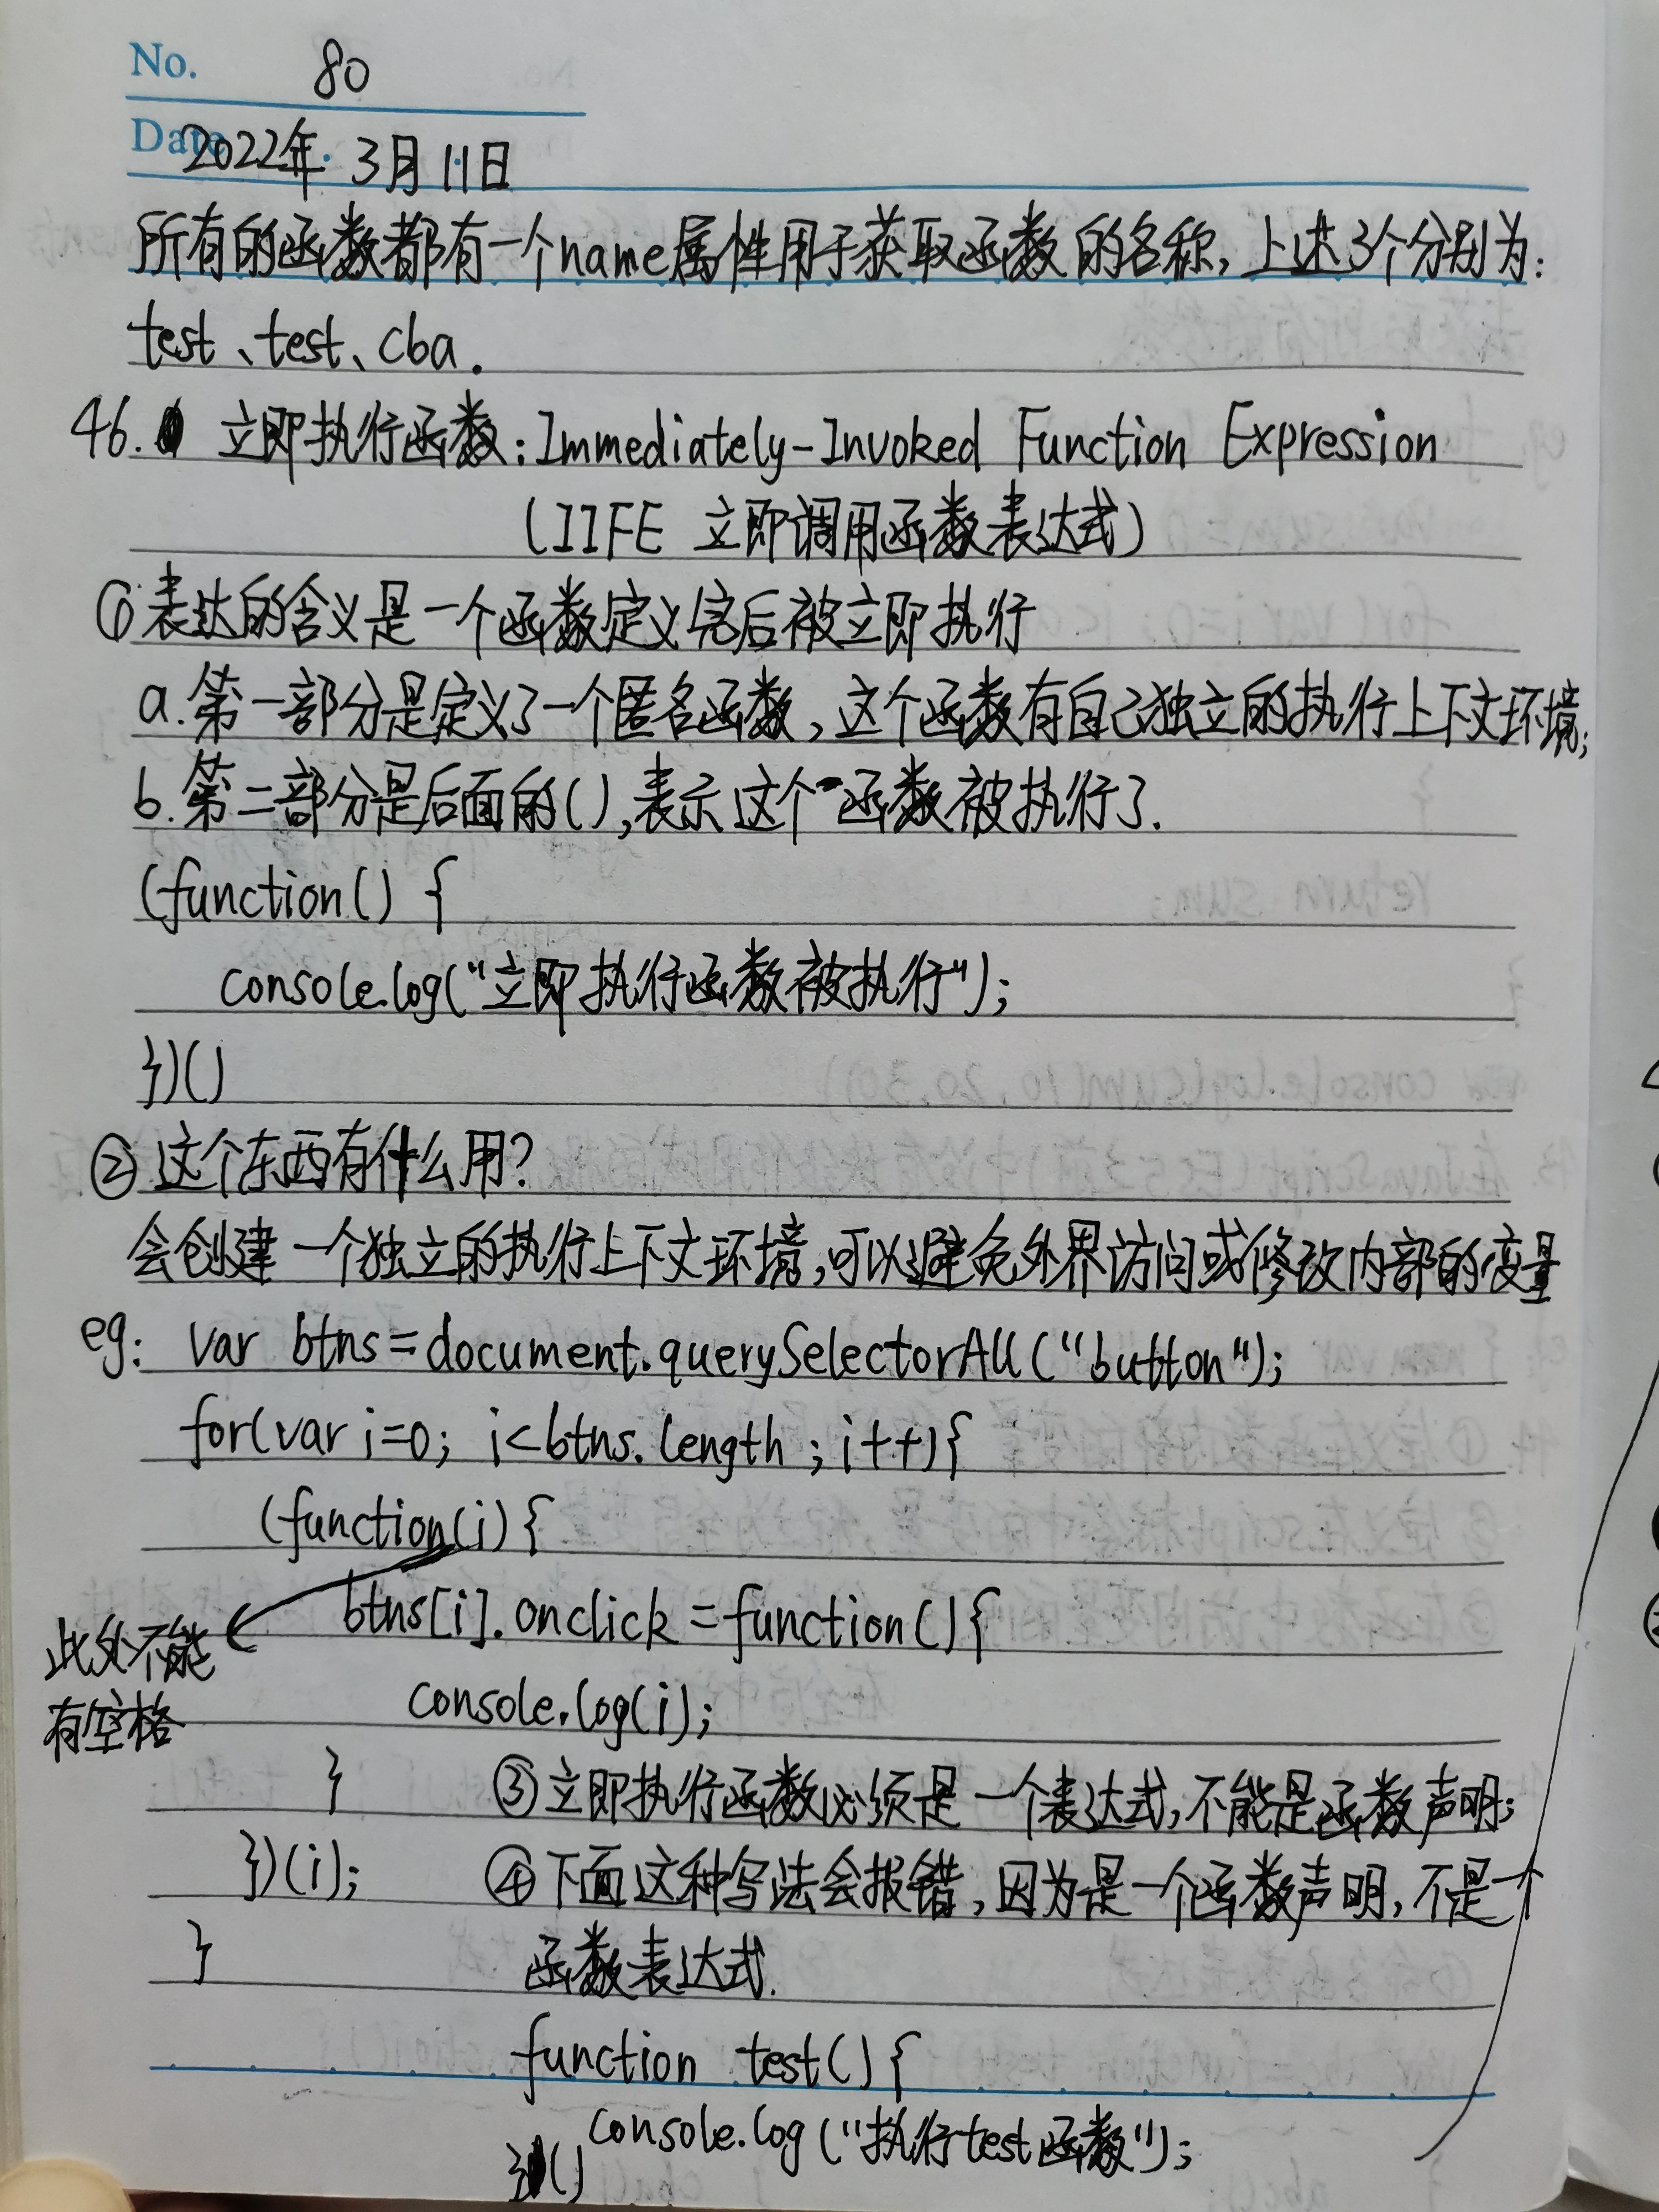 No. 80
Date 2022年 3月11日
所有的函数都有一个name属性用于获取函数的名称,上述3个分别为:
test、test、cba.
46. 立即执行函数:Immediately-Invoked Function Expression
(IIFE 立即调用函数表达式)
①表达的含义是一个函数定义完后被立即执行
a.第一部分是定义了一个匿名函数,这个函数有自己独立的执行上下文环境;
b.第二部分是后面的(),表示这个函数被执行了.
(function() {
console.log("立即执行函数被执行");
})()
②这个东西有什么用?
会创建一个独立的执行上下文环境,可以避免外界访问或修改内部的变量
eg: var btns=document.querySelectorAll("button");
for(var i=0; i<btns.length ; i++){
(function(i) {
btns[i].onclick=function(){
此处不能
有空格
console.log(i);
}
})(i);
}
③立即执行函数必须是一个表达式,不能是函数声明;
④下面这种写法会报错,因为是一个函数声明,不是一个
函数表达式.
function test(){
console.log("执行test函数");
}()